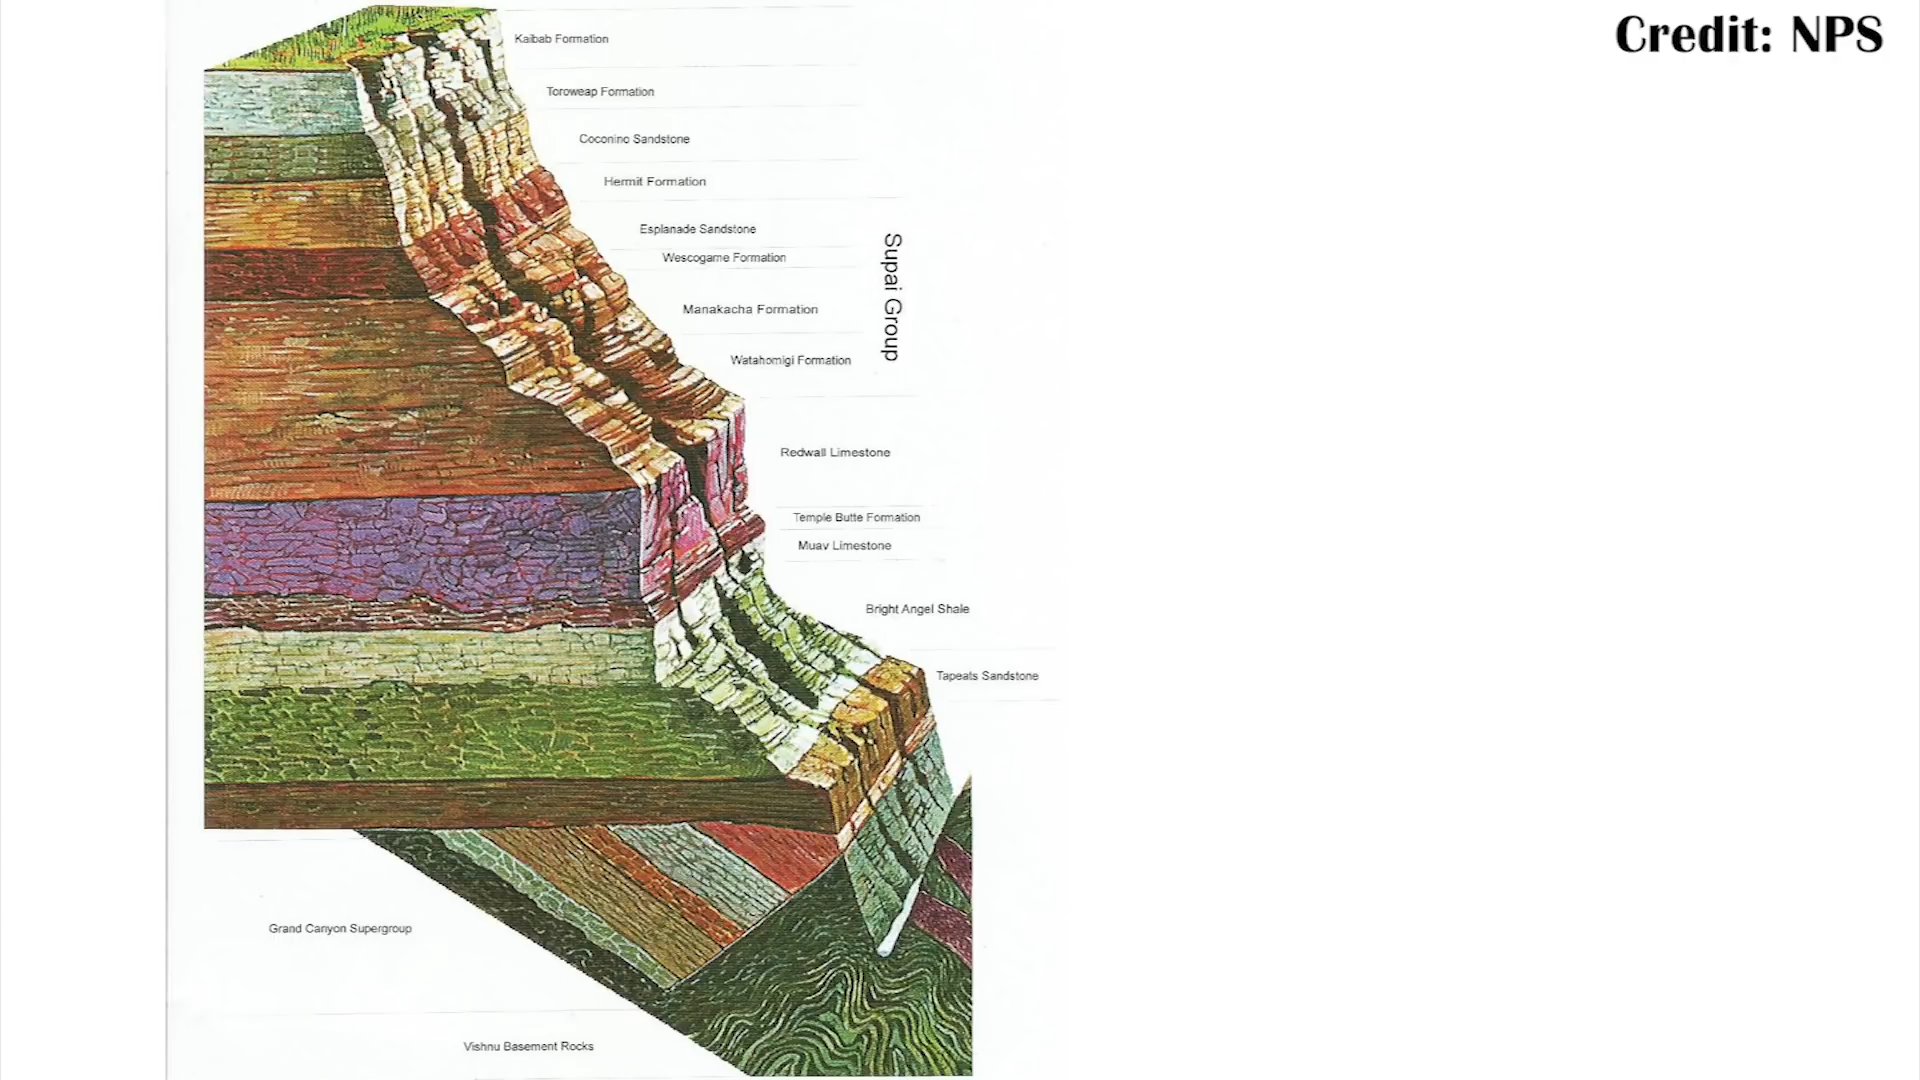 Credit: NPS
Kaibab Formation
Toroweap Formation
Coconino Sandstone
Hermit Formation
Esplanade Sandstone
Wescogame Formation
Manakacha Formation
Watahomigi Formation
Supai Group
Redwall Limestone
Temple Butte Formation
Muav Limestone
Bright Angel Shale
Tapeats Sandstone
Grand Canyon Supergroup
Vishnu Basement Rocks